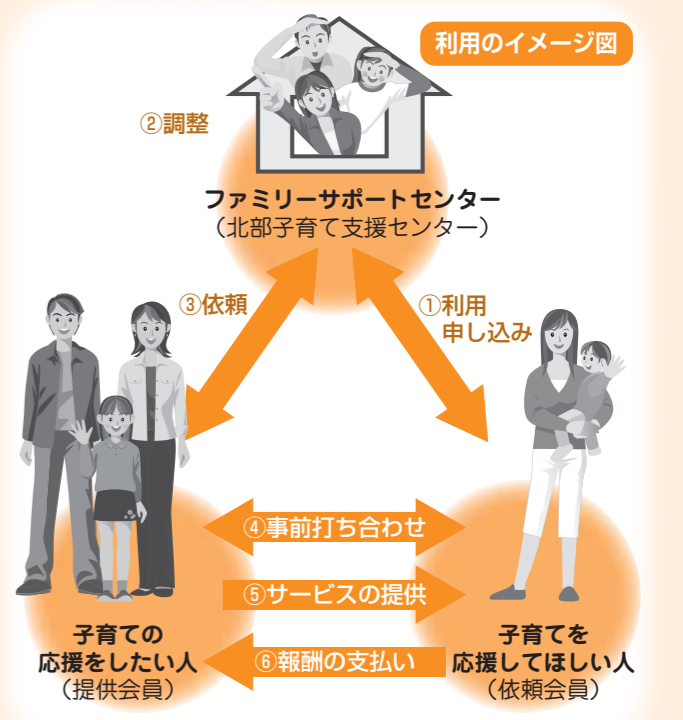 利用のイメージ図
②調整
ファミリーサポートセンター
（北部子育て支援センター）
③依頼
①利用
申し込み
④事前打ち合わせ
⑤サービスの提供
⑥報酬の支払い
子育ての
応援をしたい人
（提供会員）
子育てを
応援してほしい人
（依頼会員）